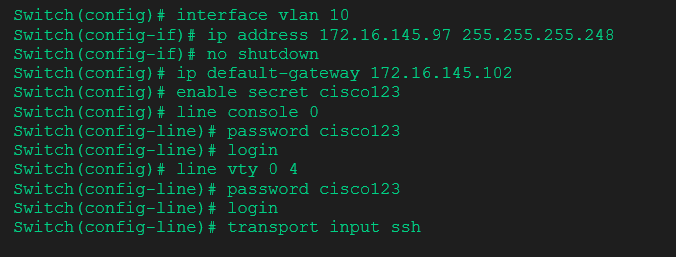 Switch(config)# interface vlan 10
Switch(config-if)# ip address 172.16.145.97 255.255.255.248
Switch(config-if)# no shutdown
Switch(config)# ip default-gateway 172.16.145.102
Switch(config)# enable secret cisco123
Switch(config)# line console 0
Switch(config-line)# password cisco123
Switch(config-line)# login
Switch(config)# line vty 0 4
Switch(config-line)# password cisco123
Switch(config-line)# login
Switch(config-line)# transport input ssh